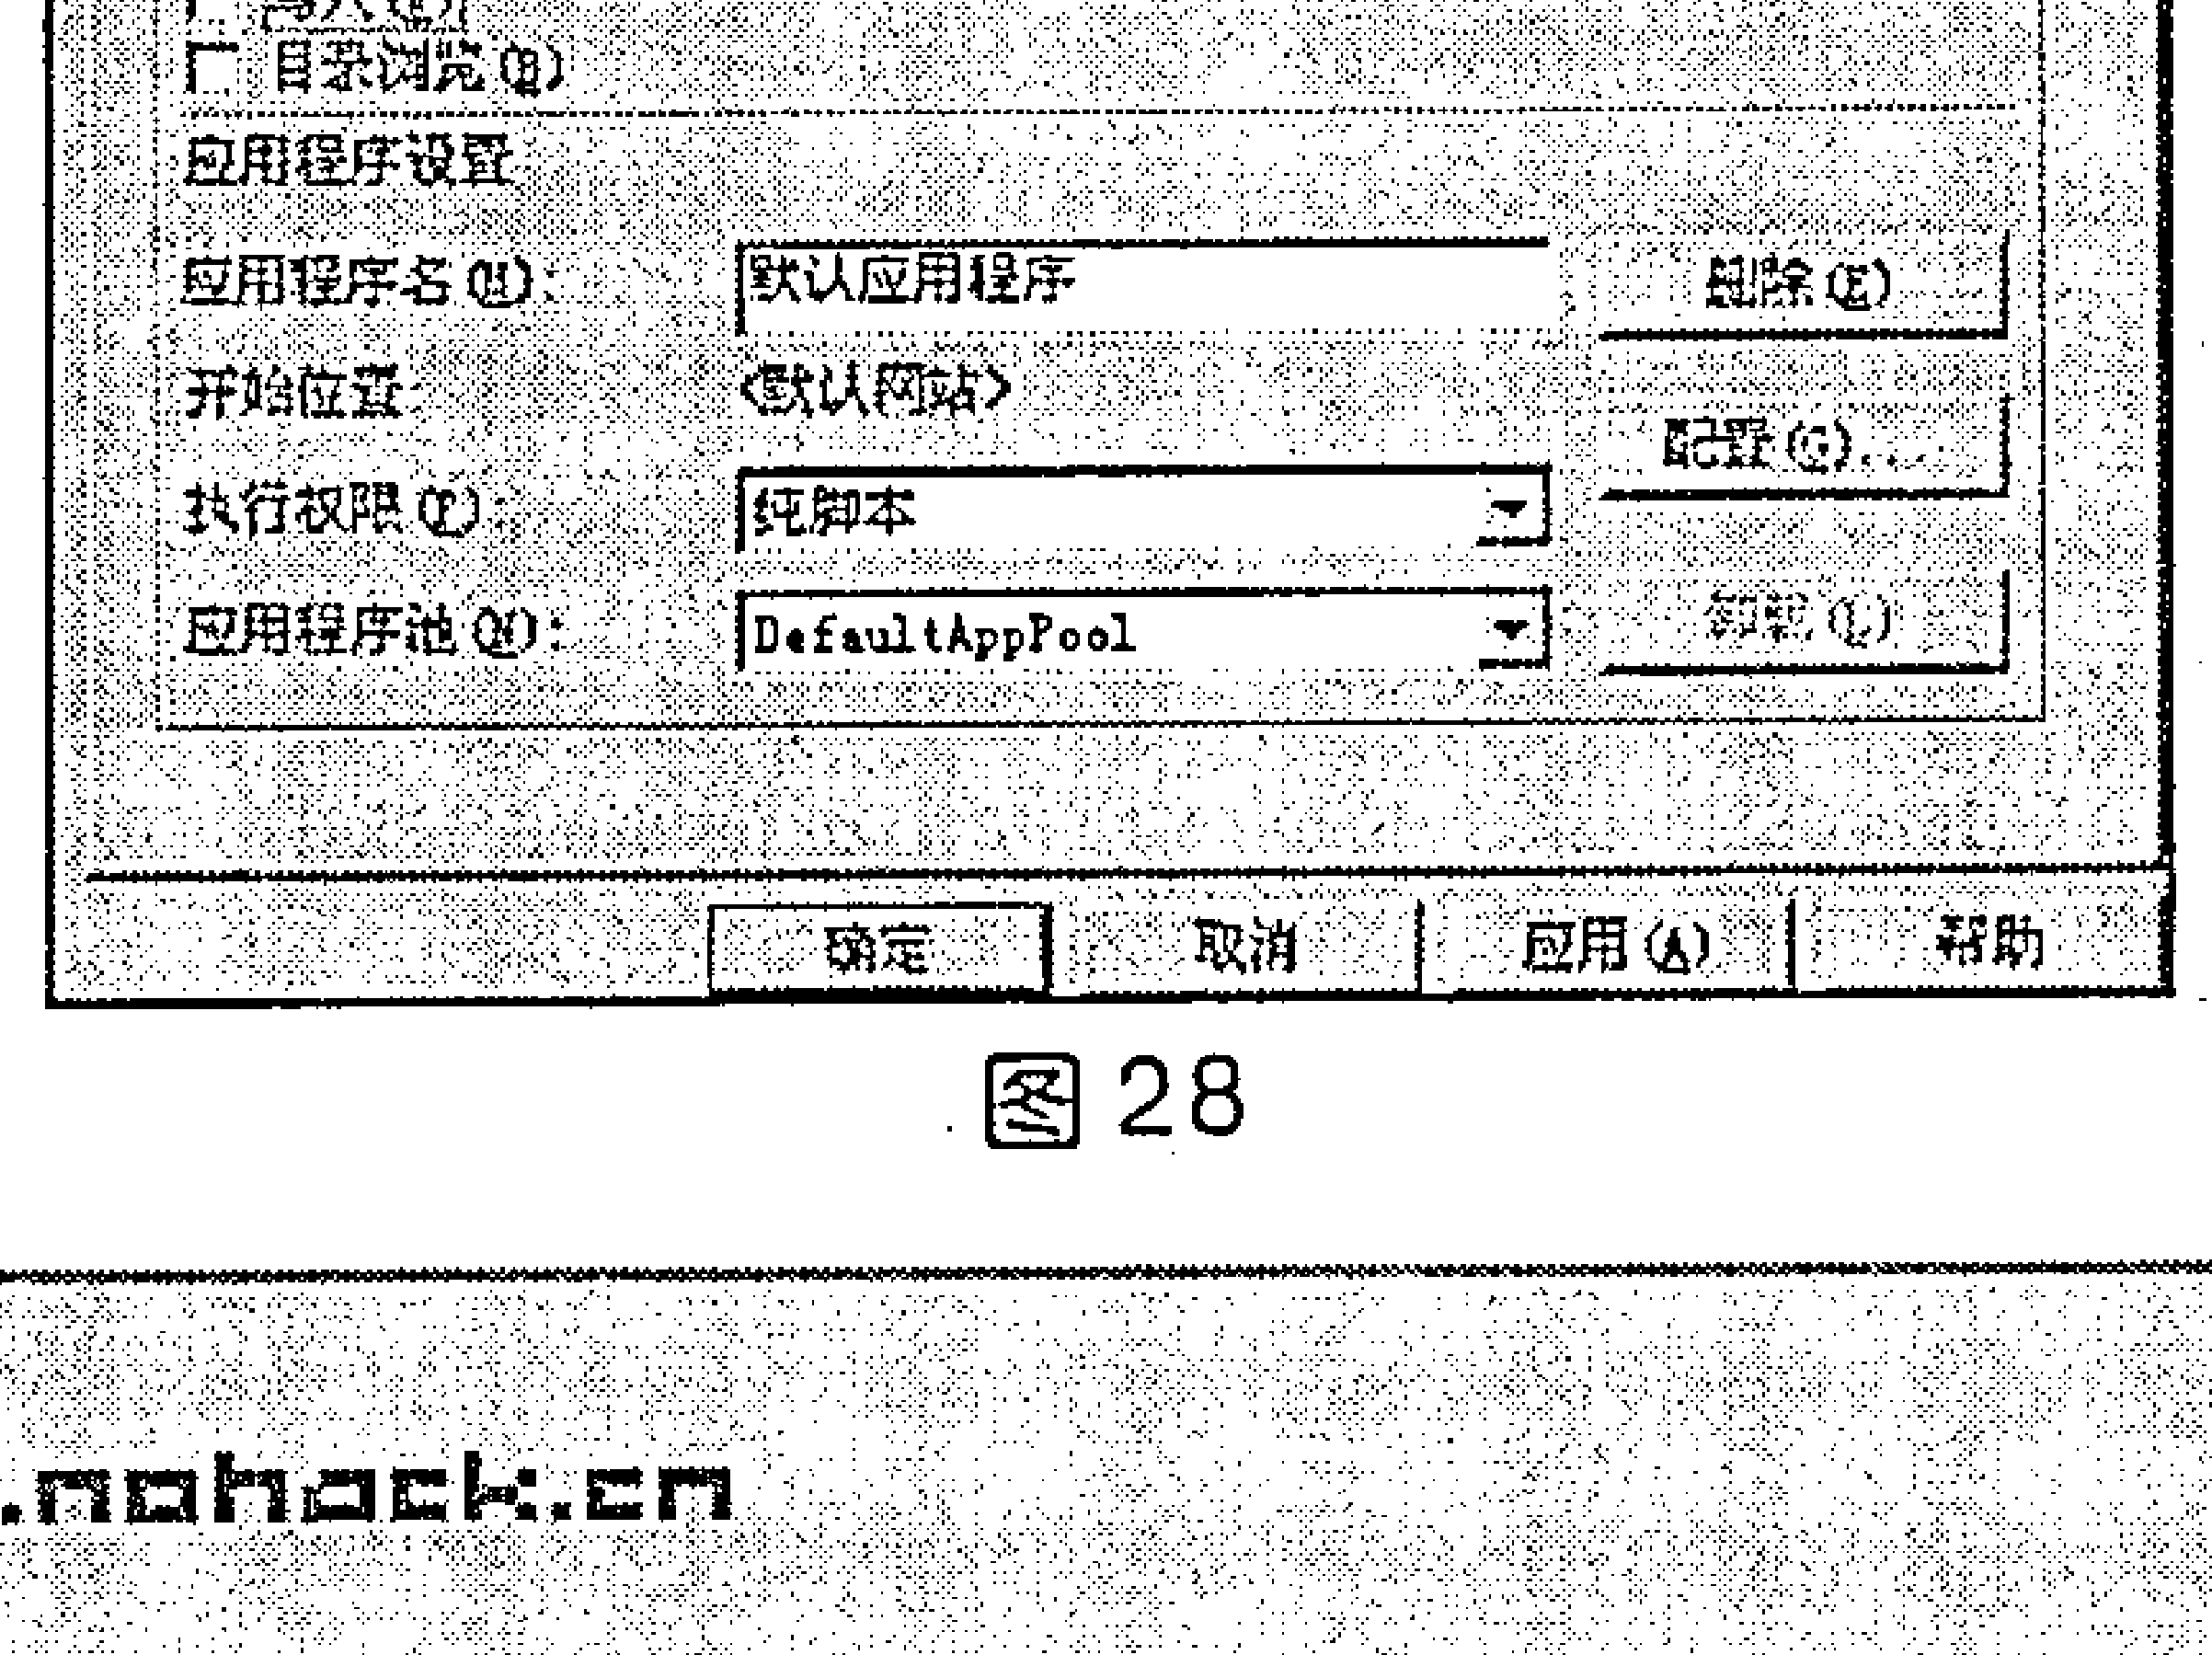 目录浏览(B)
应用程序设置
应用程序名(M): 默认应用程序 删除(E)
开始位置: <默认网站>
配置(G)...
执行权限(P): 纯脚本
应用程序池(N): DefaultAppPool 卸载(L)
确定 取消 应用(A) 帮助
图 28
.nohack.cn